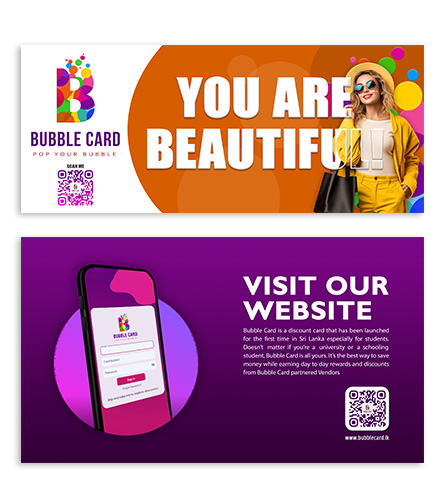 BUBBLE CARD
POP YOUR BUBBLE
SCAN ME
YOU ARE
BEAUTIFUL!
BUBBLE CARD
Sign In
VISIT OUR
WEBSITE
Bubble Card is a discount card that has been launched
for the first time in Sri Lanka especially for students.
Doesn't matter if you're a university or a schooling
student, Bubble Card is all yours. It's the best way to save
money while earning day to day rewards and discounts
from Bubble Card partnered Vendors
www.bubblecard.lk